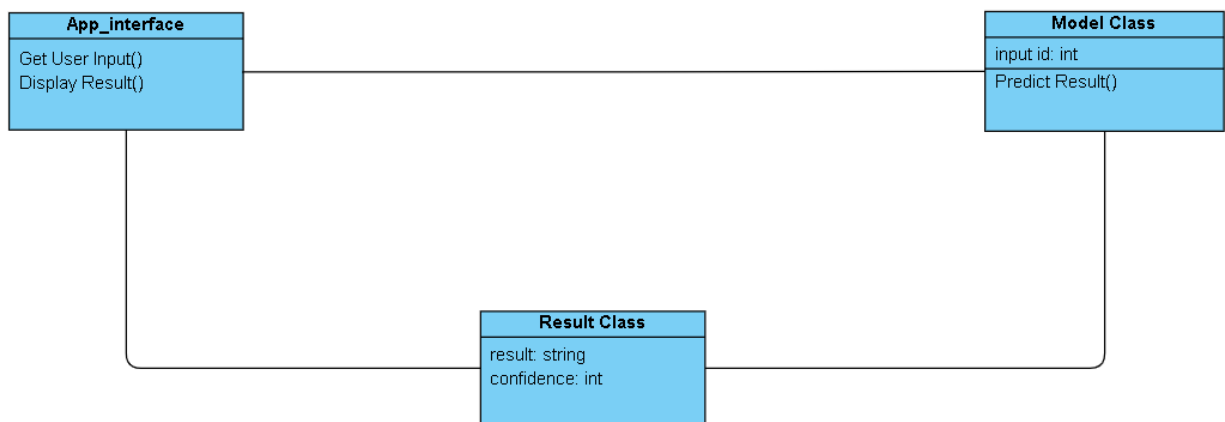 App_interface
Get User Input()
Display Result()
Model Class
input id: int
Predict Result()
Result Class
result: string
confidence: int